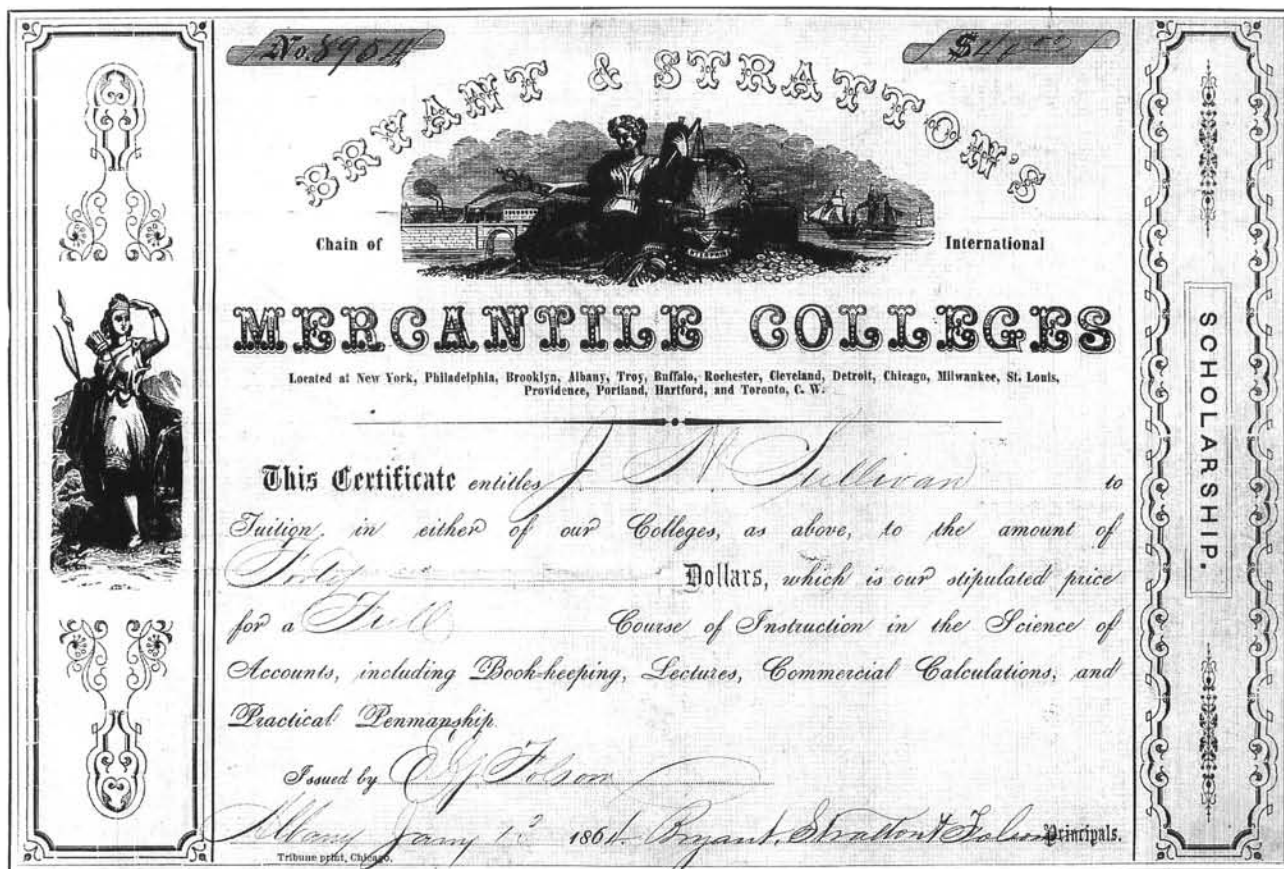 No. 8954
$40.00
BRYANT & STRATTON'S
Chain of International
MERCANTILE COLLEGES
Located at New York, Philadelphia, Brooklyn, Albany, Troy, Buffalo, Rochester, Cleveland, Detroit, Chicago, Milwaukee, St. Louis,
Providence, Portland, Hartford, and Toronto, C. W.
This Certificate entitles J. N. Sullivan to
Tuition, in either of our Colleges, as above, to the amount of
Forty Dollars, which is our stipulated price
for a Full Course of Instruction in the Science of
Accounts, including Book-keeping, Lectures, Commercial Calculations, and
Practical Penmanship.
Issued by E. G. Folsom
Albany Jany 1864. Bryant, Stratton & Folsom Principals.
Tribune print, Chicago.
SCHOLARSHIP.